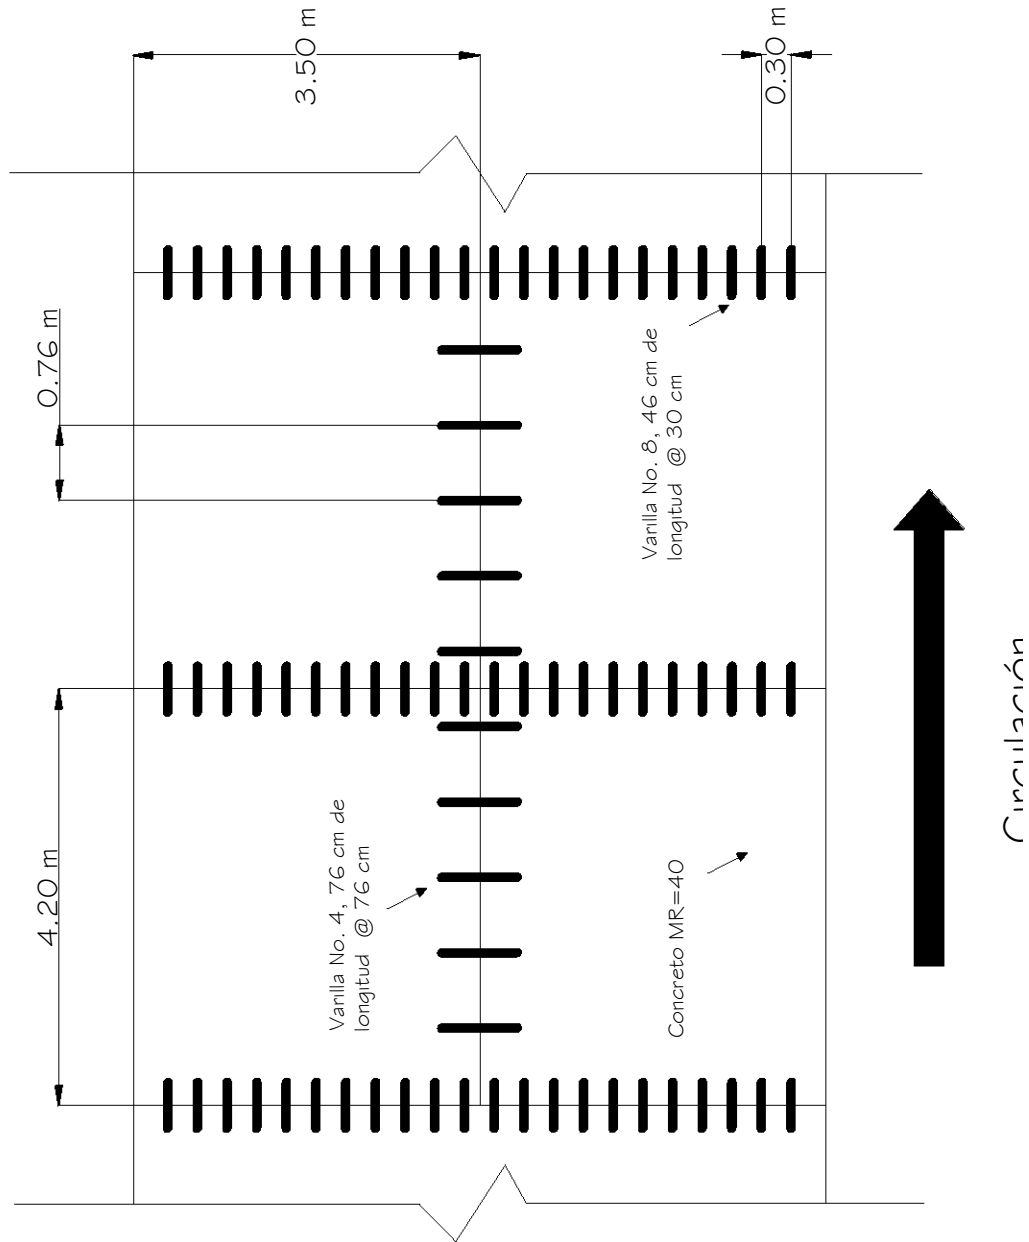 3.50 m
0.30 m
0.76 m
Varilla No. 8, 46 cm de
longitud @ 30 cm
4.20 m
Varilla No. 4, 76 cm de
longitud @ 76 cm
Concreto MR=40
Circulación